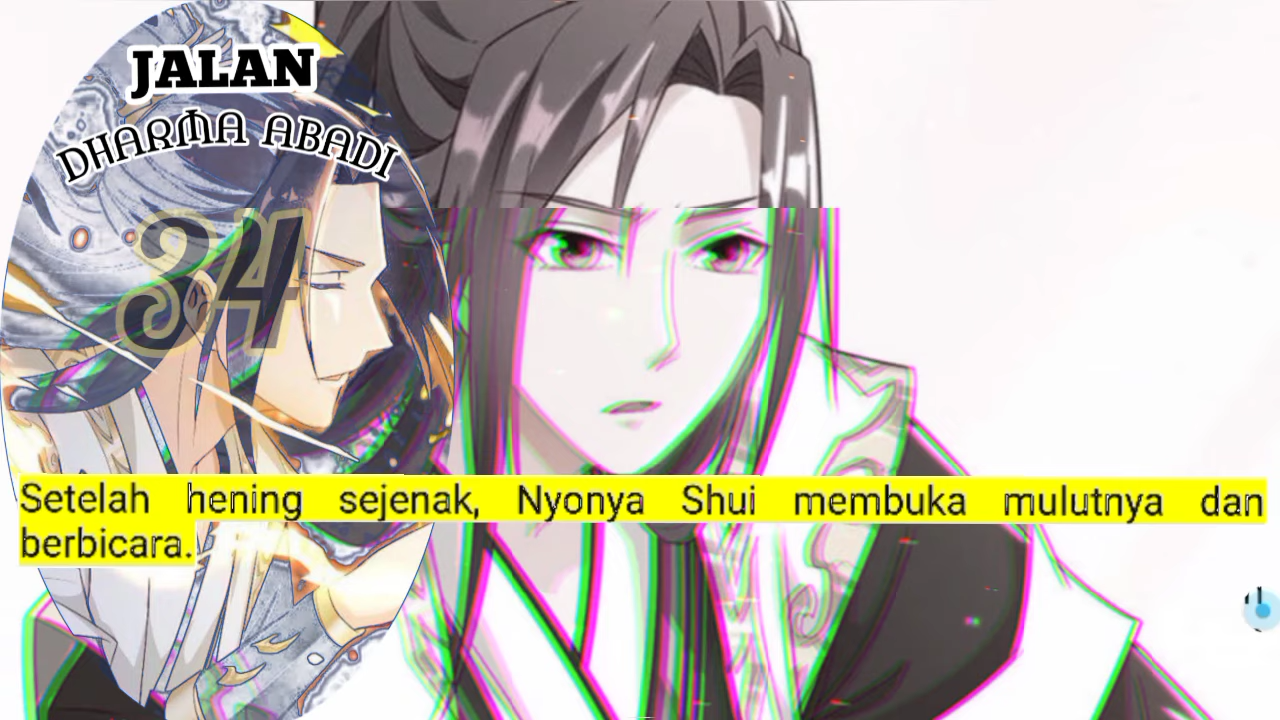 JALAN
DHARMA ABADI
34
Setelah hening sejenak, Nyonya Shui membuka mulutnya dan
berbicara.